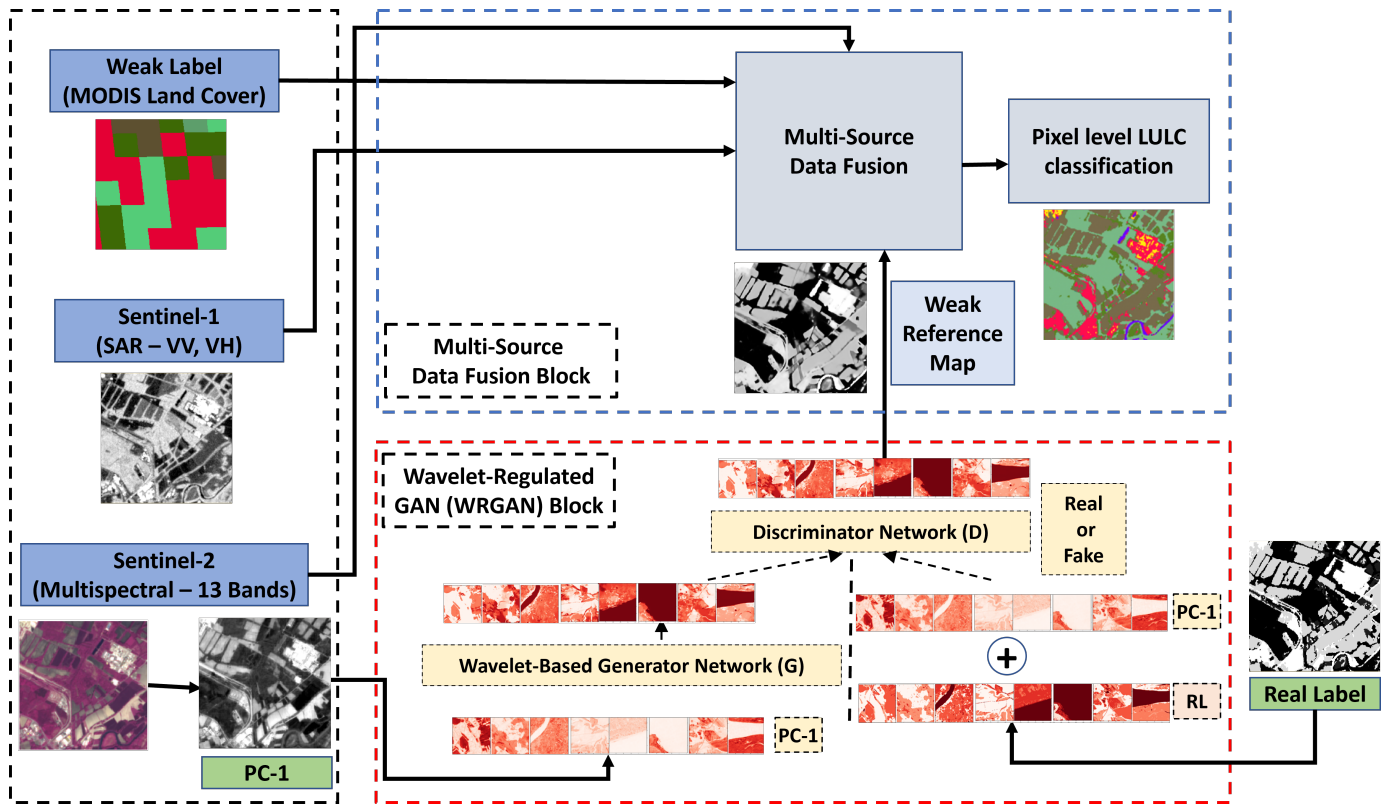 Weak Label
(MODIS Land Cover)
Sentinel-1
(SAR – VV, VH)
Sentinel-2
(Multispectral – 13 Bands)
PC-1
Multi-Source
Data Fusion
Pixel level LULC
classification
Weak
Reference
Map
Multi-Source
Data Fusion Block
Wavelet-Regulated
GAN (WRGAN) Block
Discriminator Network (D)
Real
or
Fake
PC-1
+
Wavelet-Based Generator Network (G)
RL
PC-1
Real Label